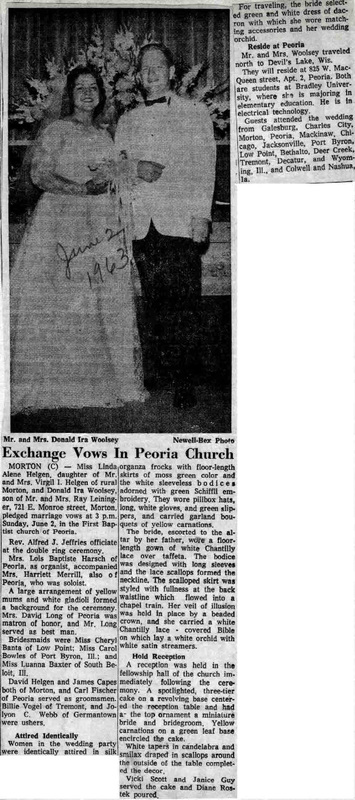 June 2,
1963
Mr. and Mrs. Donald Ira Woolsey Newell-Bex Photo
Exchange Vows In Peoria Church
MORTON (C) — Miss Linda
Alene Helgen, daughter of Mr.
and Mrs. Virgil I. Helgen of rural
Morton, and Donald Ira Woolsey,
son of Mr. and Mrs. Ray Leinin-
er, 721 E. Monroe street, Morton,
pledged marriage vows at 3 p.m.
Sunday, June 2, in the First Bap-
tist church of Peoria.
Rev. Alfred J. Jeffries officiated
at the double ring ceremony.
Mrs. Lois Baptiste Harsch of
Peoria, as organist, accompanied
Mrs. Harriett Merrill, also of
Peoria, who was soloist.
A large arrangement of yellow
mums and white gladioli formed
a background for the ceremony.
Mrs. David Long of Peoria was
matron of honor, and Mr. Long
served as best man.
Bridesmaids were Miss Cheryl
Banta of Low Point; Miss Carol
Bowles of Port Byron, Ill.; and
Miss Luanna Baxter of South Be-
loit, Ill.
David Helgen and James Capes
both of Morton, and Carl Fischer
of Peoria served as groomsmen.
Billie Vogel of Tremont, and Jo-
lyon C. Webb of Germantown
were ushers.
Attired Identically
Women in the wedding party
were identically attired in silk
organza frocks with floor-length
skirts of moss green color and
the white sleeveless bodices
adorned with green Schiffil em-
broidery. They wore pillbox hats,
long, white gloves, and green slip-
pers, and carried garland bou-
quets of yellow carnations.
The bride, escorted to the al-
tar by her father, wore a floor-
length gown of white Chantilly
lace over taffeta. The bodice
was designed with long sleeves
and the lace scallops formed the
neckline. The scalloped skirt was
styled with fullness at the back
waistline which flowed into a
chapel train. Her veil of illusion
was held in place by a beaded
crown, and she carried a white
Chantilly lace - covered Bible
on which lay a white orchid with
white satin streamers.
Hold Reception
A reception was held in the
fellowship hall of the church im-
mediately following the cere-
mony. A spotlighted, three-tier
cake on a revolving base center-
ed the reception table and had
at the top ornament a miniature
bride and bridegroom. Yellow
carnations on a green leaf base
encircled the cake.
White tapers in candelabra and
smilax draped in scallops around
the outside of the table complet-
ed the decor.
Vicki Scott and Janice Guy
served the cake and Diane Ros-
tek poured.
For traveling, the bride select-
ed green and white dress of dac-
ron with which she wore match-
ing accessories and her wedding
orchid.
Reside at Peoria
Mr. and Mrs. Woolsey traveled
north to Devil's Lake, Wis.
They will reside at 825 W. Mac-
Queen street, Apt. 2, Peoria. Both
are students at Bradley Univer-
sity, where she is majoring in
elementary education. He is in
electrical technology.
Guests attended the wedding
from Galesburg, Charles City,
Morton, Peoria, Mackinaw, Chi-
cago, Jacksonville, Port Byron,
Low Point, Bethalto, Deer Creek,
Tremont, Decatur, and Wyom-
ing, Ill., and Colwell and Nashua,
Ia.